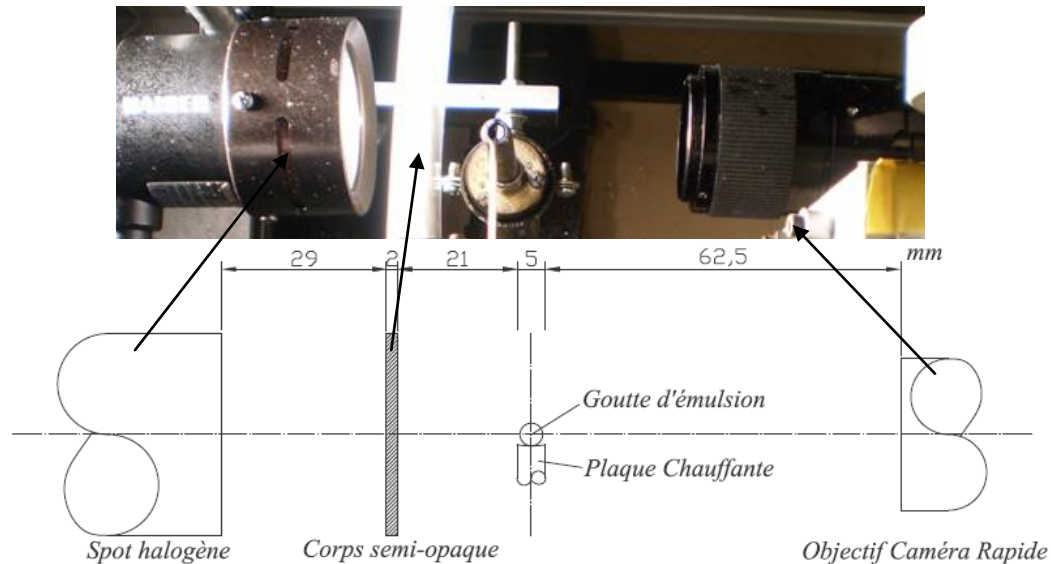 KAISER
29 2 21 5 62,5 mm
Goutte d'émulsion
Plaque Chauffante
Spot halogène Corps semi-opaque Objectif Caméra Rapide